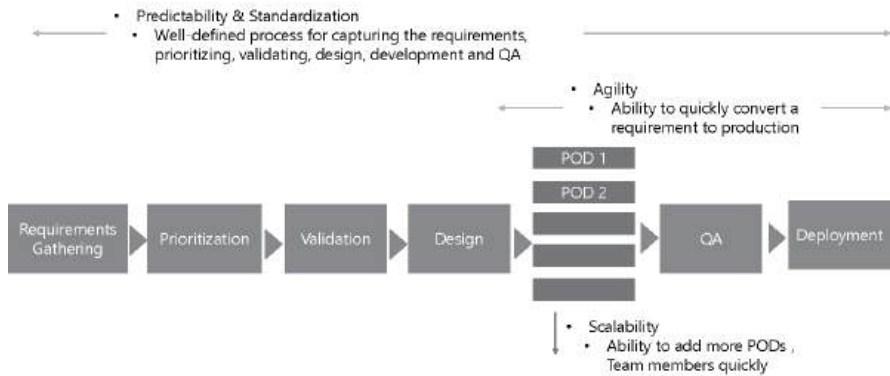 • Predictability & Standardization
• Well-defined process for capturing the requirements,
prioritizing, validating, design, development and QA
• Agility
• Ability to quickly convert a
requirement to production
POD 1
POD 2
Requirements
Gathering
Prioritization
Validation
Design
QA
Deployment
• Scalability
• Ability to add more PODs ,
Team members quickly